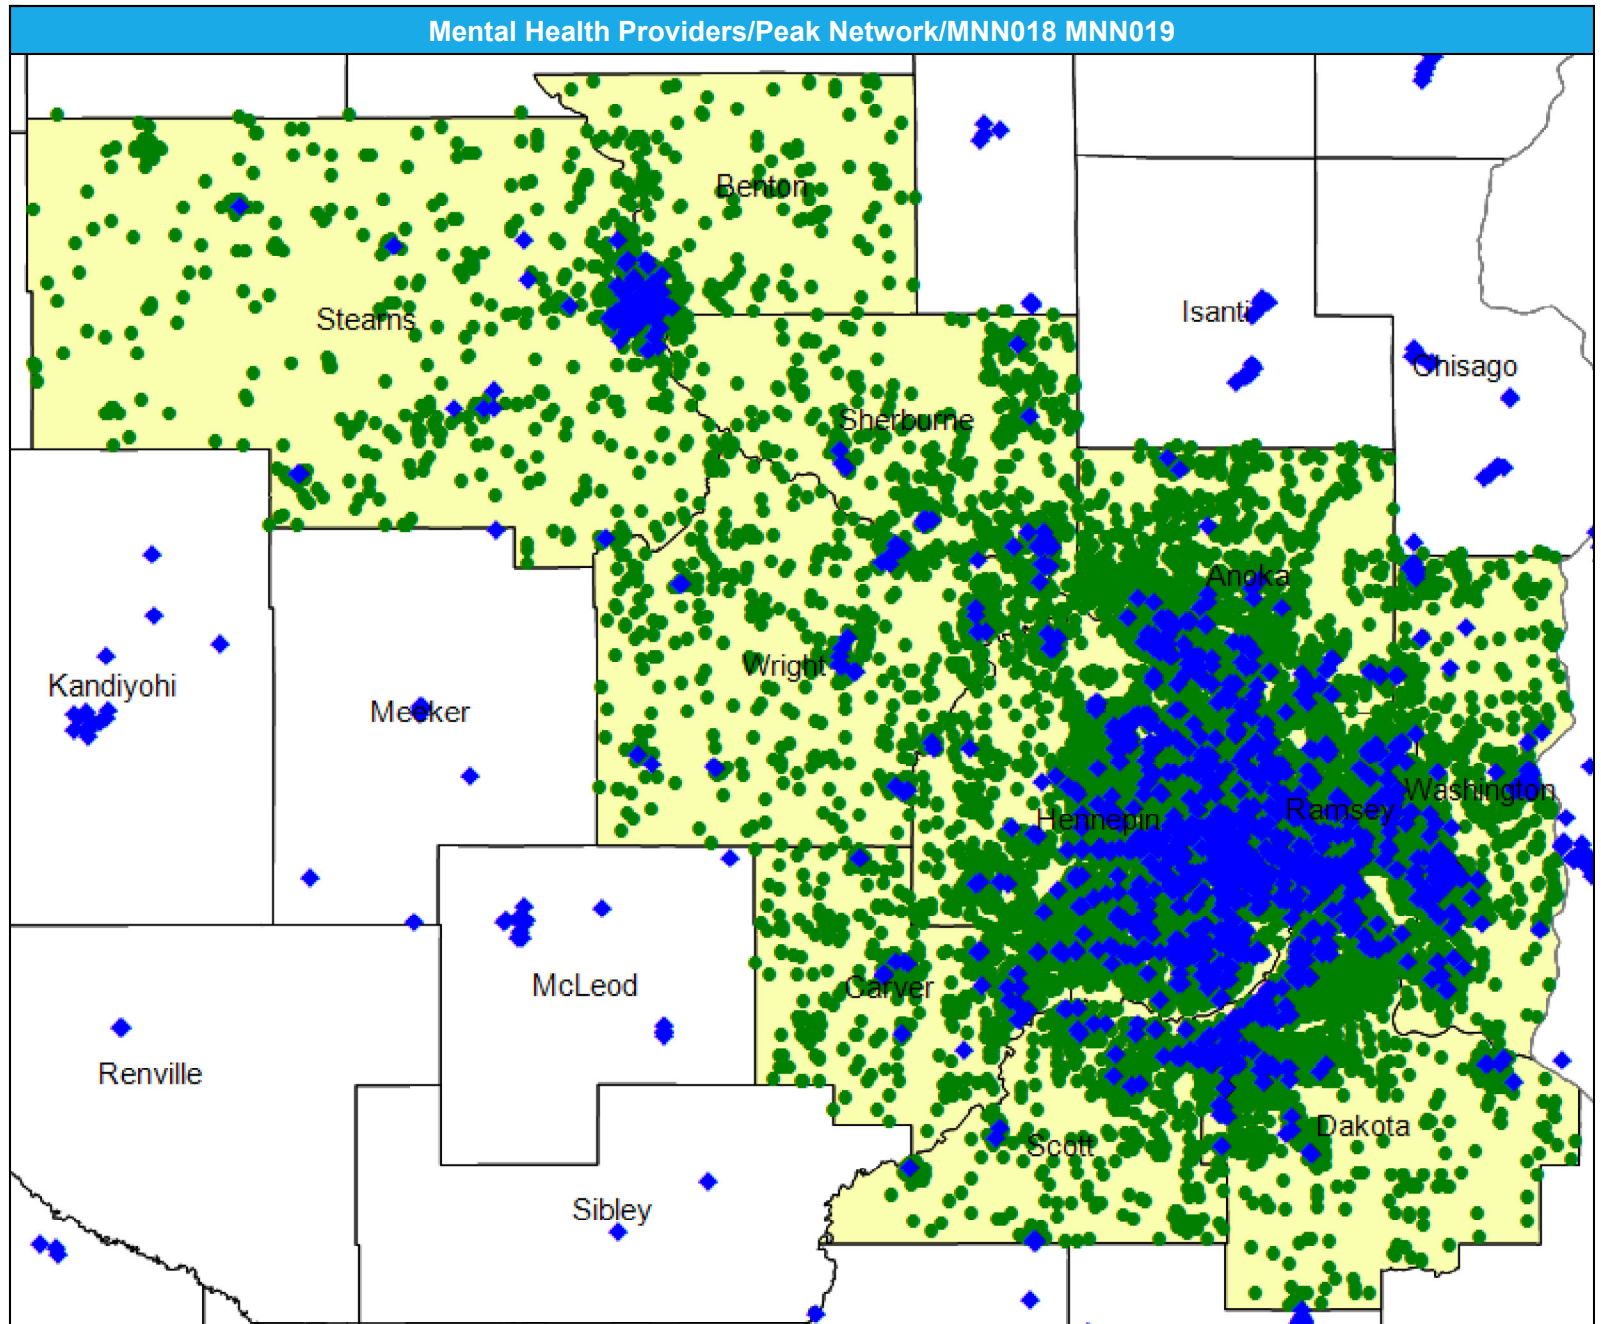 Mental Health Providers/Peak Network/MNN018 MNN019
Benton
Stearns
Isanti
Chisago
Sherburne
Anoka
Wright
Kandiyohi
Meeker
Washington
Ramsey
Hennepin
McLeod
Carver
Renville
Dakota
Scott
Sibley